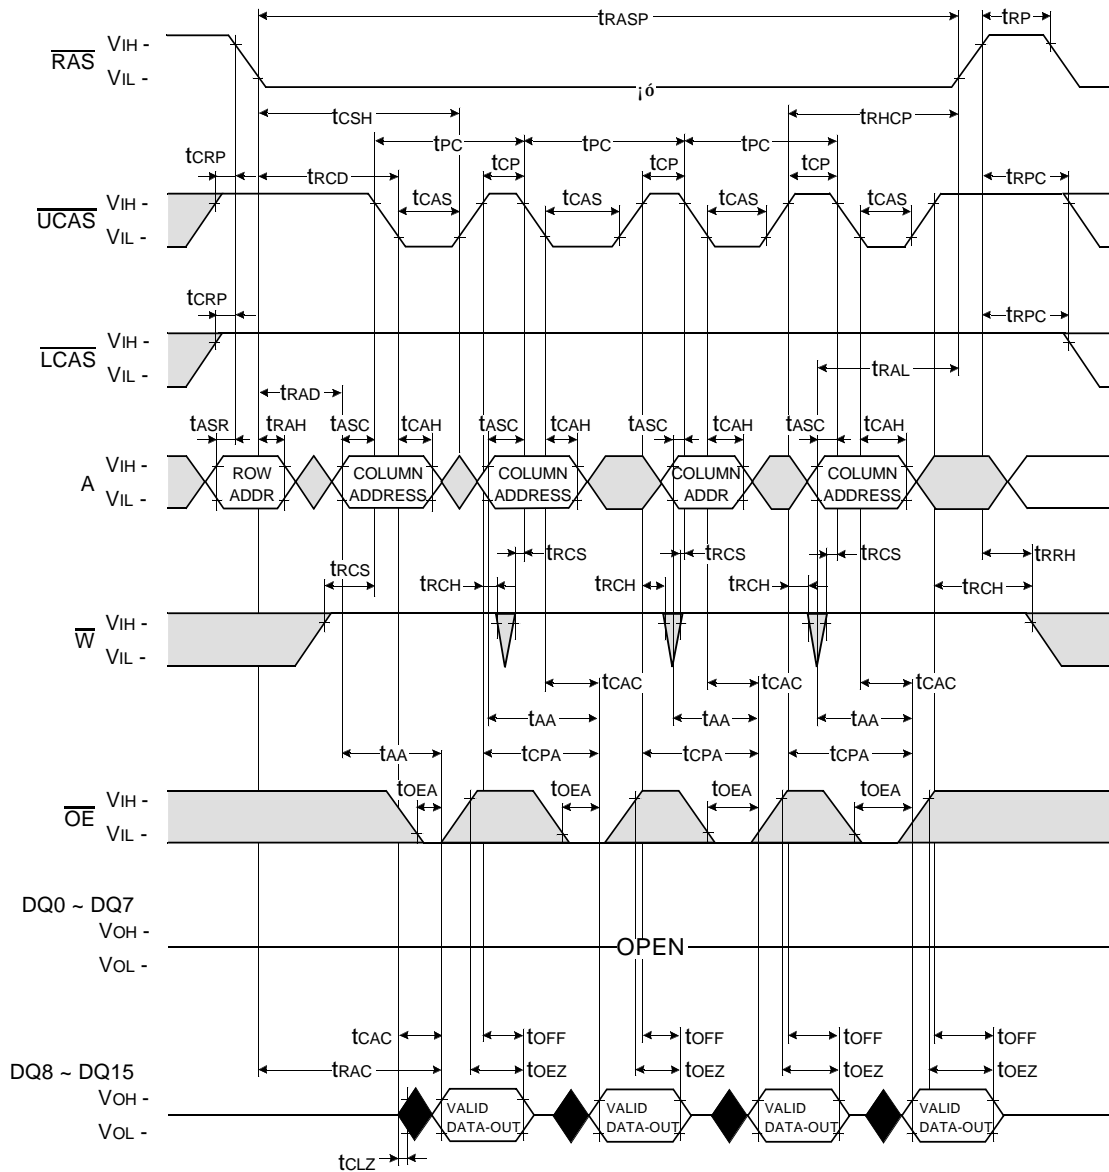 tRASP tRP
RAS VIH -
VIL -
¡ó
tCSH tRHCP
tPC tPC tPC
tCRP tRCD tCP tCP tCP tRPC
UCAS VIH -
VIL -
tCAS tCAS tCAS tCAS
tCRP tRPC
LCAS VIH -
VIL -
tRAL
tRAD
tASR tRAH tASC tCAH tASC tCAH tASC tCAH tASC tCAH
A VIH -
VIL -
ROW ADDR
COLUMN ADDRESS
COLUMN ADDRESS
COLUMN ADDR
COLUMN ADDRESS
tRCS tRCS tRCS tRCS tRRH
tRCH tRCH tRCH tRCH
W VIH -
VIL -
tCAC tCAC tCAC
tAA tAA tAA
tAA tCPA tCPA tCPA
tOEA tOEA tOEA tOEA
OE VIH -
VIL -
DQ0 ~ DQ7
VOH -
VOL -
OPEN
tCAC tOFF tOFF tOFF tOFF
DQ8 ~ DQ15
tRAC tOEZ tOEZ tOEZ tOEZ
VOH -
VOL -
VALID DATA-OUT
VALID DATA-OUT
VALID DATA-OUT
VALID DATA-OUT
tCLZ